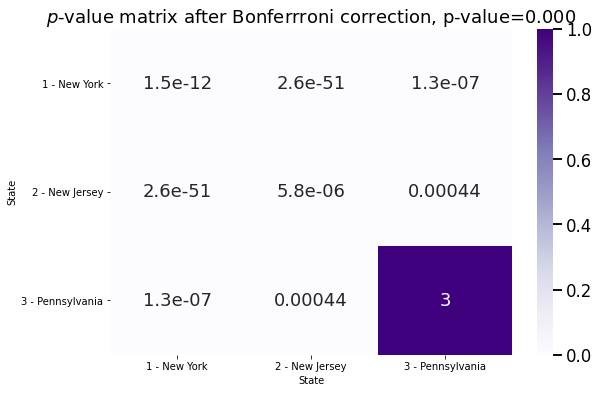 p-value matrix after Bonferrroni correction, p-value=0.000
1 - New York 1.5e-12 2.6e-51 1.3e-07
2 - New Jersey 2.6e-51 5.8e-06 0.00044
3 - Pennsylvania 1.3e-07 0.00044 3
1 - New York 2 - New Jersey 3 - Pennsylvania
State
State
1.0
0.8
0.6
0.4
0.2
0.0